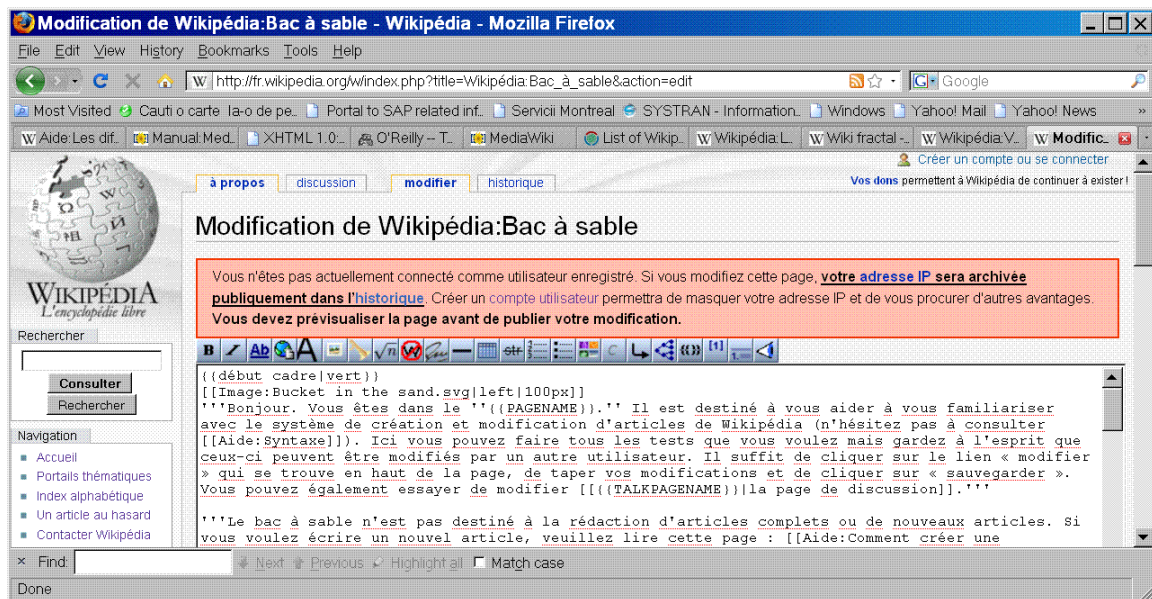 Modification de Wikipédia:Bac à sable - Wikipédia - Mozilla Firefox
File Edit View History Bookmarks Tools Help
W http://fr.wikipedia.org/w/index.php?title=Wikipédia:Bac_à_sable&action=edit G Google
Most Visited Cauti o carte la-o de pe.. Portal to SAP related inf.. Servicii Montreal SYSTRAN - Information.. Windows Yahoo! Mail Yahoo! News »
W Aide:Les dif.. Manual:Med.. XHTML 1.0:.. O'Reilly -- T.. MediaWiki List of Wikip.. W Wikipédia:L.. W Wiki fractal -.. W Wikipédia:V.. W Modific..
Créer un compte ou se connecter
à propos discussion modifier historique
Vos dons permettent à Wikipédia de continuer à exister !
Modification de Wikipédia:Bac à sable
Vous n'êtes pas actuellement connecté comme utilisateur enregistré. Si vous modifiez cette page, votre adresse IP sera archivée
publiquement dans l'historique. Créer un compte utilisateur permettra de masquer votre adresse IP et de vous procurer d'autres avantages.
Vous devez prévisualiser la page avant de publier votre modification.
WIKIPÉDIA
L'encyclopédie libre
Rechercher
Consulter
Rechercher
Navigation
Accueil
Portails thématiques
Index alphabétique
Un article au hasard
Contacter Wikipédia
B I Ab A √n W str C «» [1] 1.
{{début cadre|vert}}
[[Image:Bucket in the sand.svg|left|100px]]
'''Bonjour. Vous êtes dans le ''{{PAGENAME}}.'' Il est destiné à vous aider à vous familiariser
avec le système de création et modification d'articles de Wikipédia (n'hésitez pas à consulter
[[Aide:Syntaxe]]). Ici vous pouvez faire tous les tests que vous voulez mais gardez à l'esprit que
ceux-ci peuvent être modifiés par un autre utilisateur. Il suffit de cliquer sur le lien « modifier
» qui se trouve en haut de la page, de taper vos modifications et de cliquer sur « sauvegarder ».
Vous pouvez également essayer de modifier [[{{TALKPAGENAME}}|la page de discussion]].'''
'''Le bac à sable n'est pas destiné à la rédaction d'articles complets ou de nouveaux articles. Si
vous voulez écrire un nouvel article, veuillez lire cette page : [[Aide:Comment créer une
× Find: Next Previous Highlight all Match case
Done